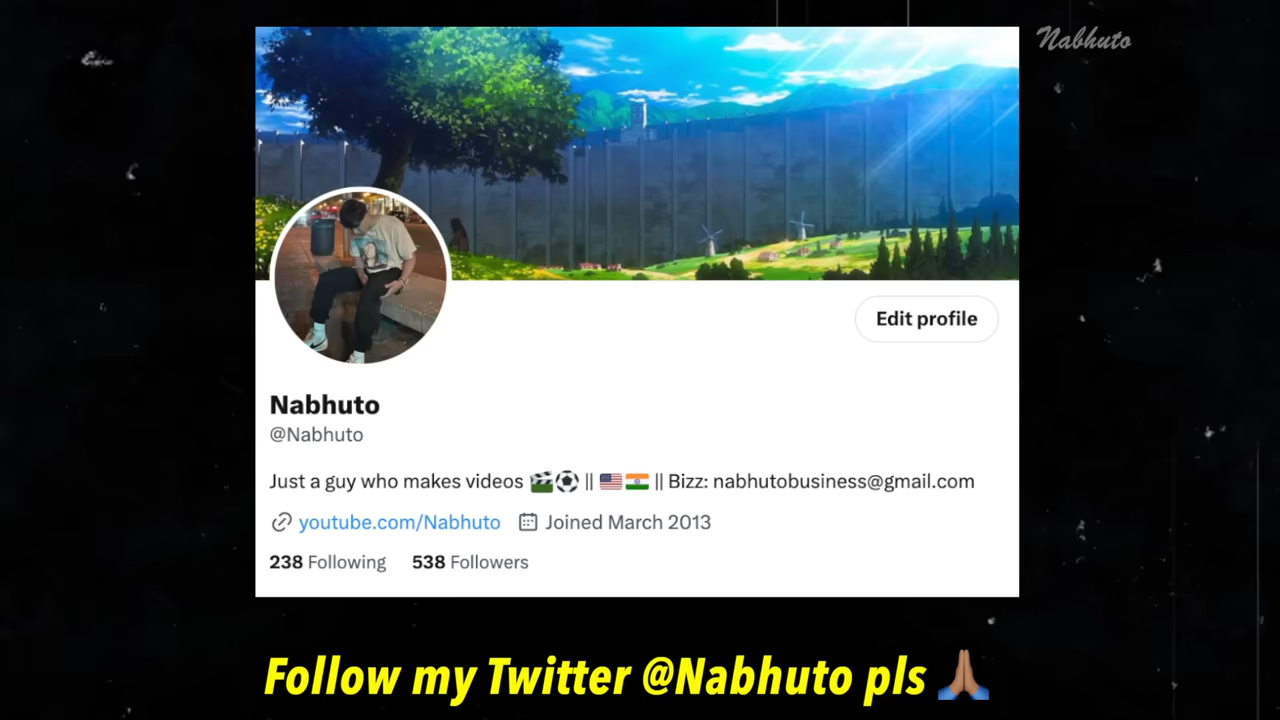 Nabhuto
Edit profile
Nabhuto
@Nabhuto
Just a guy who makes videos 🎬⚽ || 🇺🇸🇮🇳 || Bizz: nabhutobusiness@gmail.com
youtube.com/Nabhuto Joined March 2013
238 Following 538 Followers
Follow my Twitter @Nabhuto pls 🙏🏽